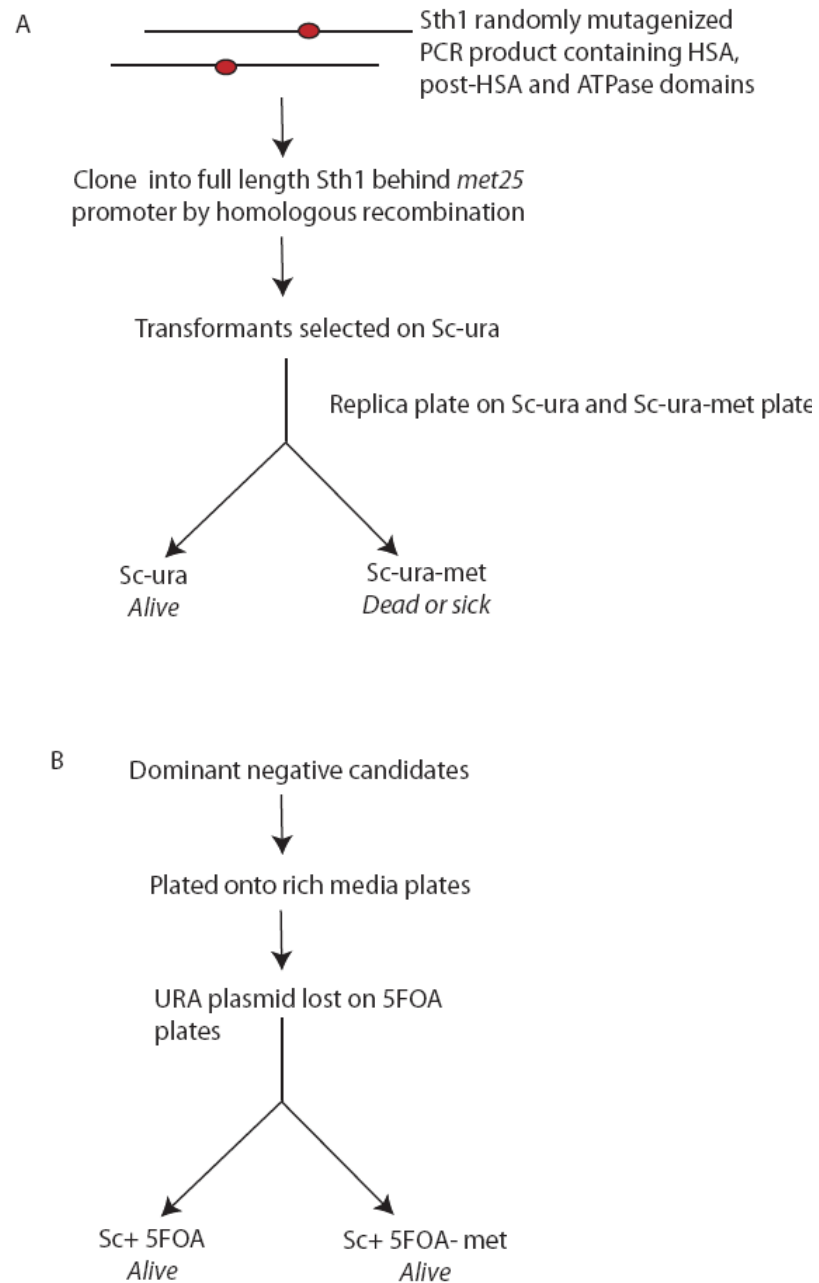 A
Sth1 randomly mutagenized
PCR product containing HSA,
post-HSA and ATPase domains
Clone into full length Sth1 behind met25
promoter by homologous recombination
Transformants selected on Sc-ura
Replica plate on Sc-ura and Sc-ura-met plate
Sc-ura
Alive
Sc-ura-met
Dead or sick
B
Dominant negative candidates
Plated onto rich media plates
URA plasmid lost on 5FOA
plates
Sc+ 5FOA
Alive
Sc+ 5FOA- met
Alive